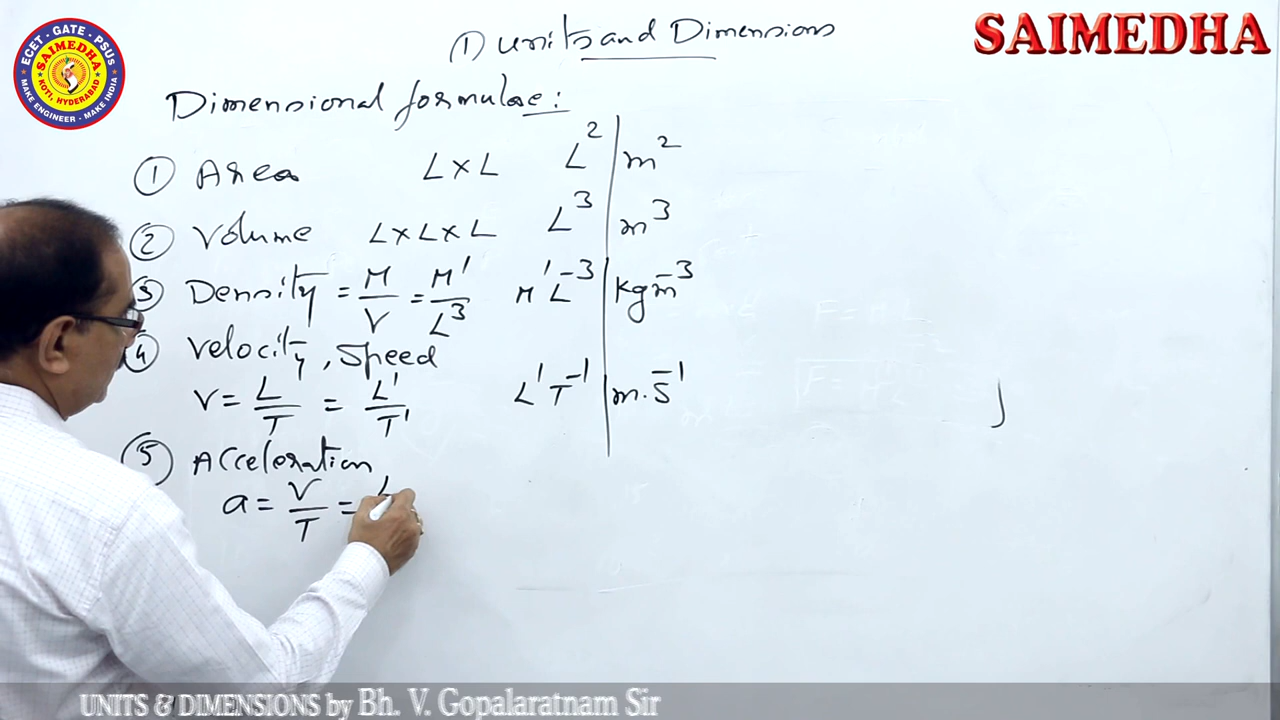 ECET - GATE - PSUS
SAIMEDHA
KOTI, HYDERABAD
MAKE ENGINEER - MAKE INDIA
SAIMEDHA
① Units and Dimensions
Dimensional formulae:
① Area L×L L² m²
② Volume L×L×L L³ m³
③ Density = M/V = M¹/L³ M¹L⁻³ Kgm⁻³
④ Velocity, Speed
V = L/T = L¹/T¹ L¹T⁻¹ m.s⁻¹
⑤ Acceleration
a = V/T = L
UNITS & DIMENSIONS by Bh. V. Gopalaratnam Sir